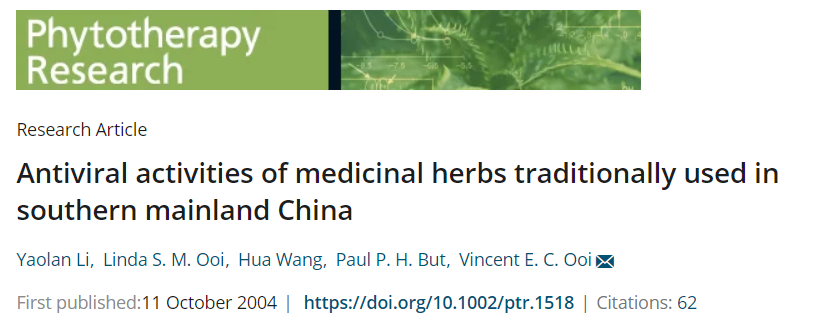 Phytotherapy
Research
Research Article
Antiviral activities of medicinal herbs traditionally used in
southern mainland China
Yaolan Li, Linda S. M. Ooi, Hua Wang, Paul P. H. But, Vincent E. C. Ooi
First published:11 October 2004 | https://doi.org/10.1002/ptr.1518 | Citations: 62